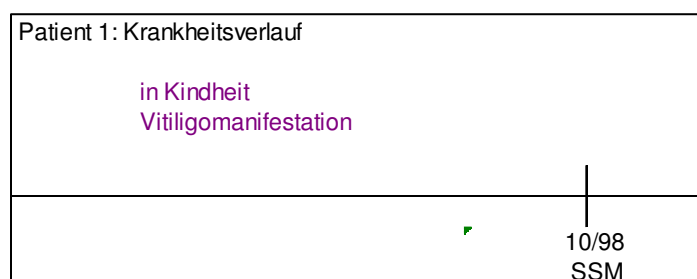 Patient 1: Krankheitsverlauf
in Kindheit
Vitiligomanifestation
10/98
SSM